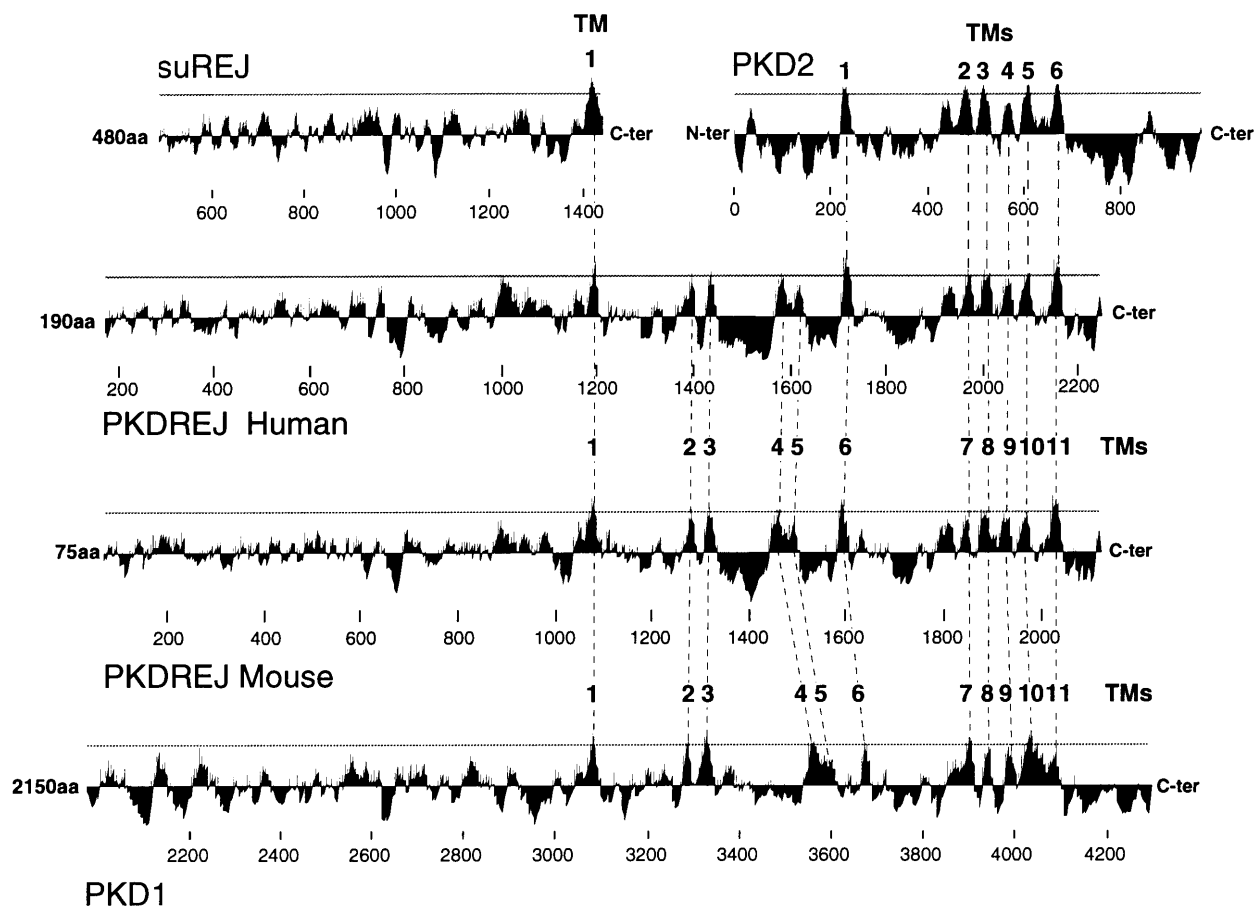 TM
TMs
suREJ
1
PKD2
1 2 3 4 5 6
480aa
C-ter
N-ter
C-ter
600 800 1000 1200 1400
0 200 400 600 800
190aa
C-ter
200 400 600 800 1000 1200 1400 1600 1800 2000 2200
PKDREJ Human
1 2 3 4 5 6 7 8 9 10 11 TMs
75aa
C-ter
200 400 600 800 1000 1200 1400 1600 1800 2000
PKDREJ Mouse
1 2 3 4 5 6 7 8 9 10 11 TMs
2150aa
C-ter
2200 2400 2600 2800 3000 3200 3400 3600 3800 4000 4200
PKD1